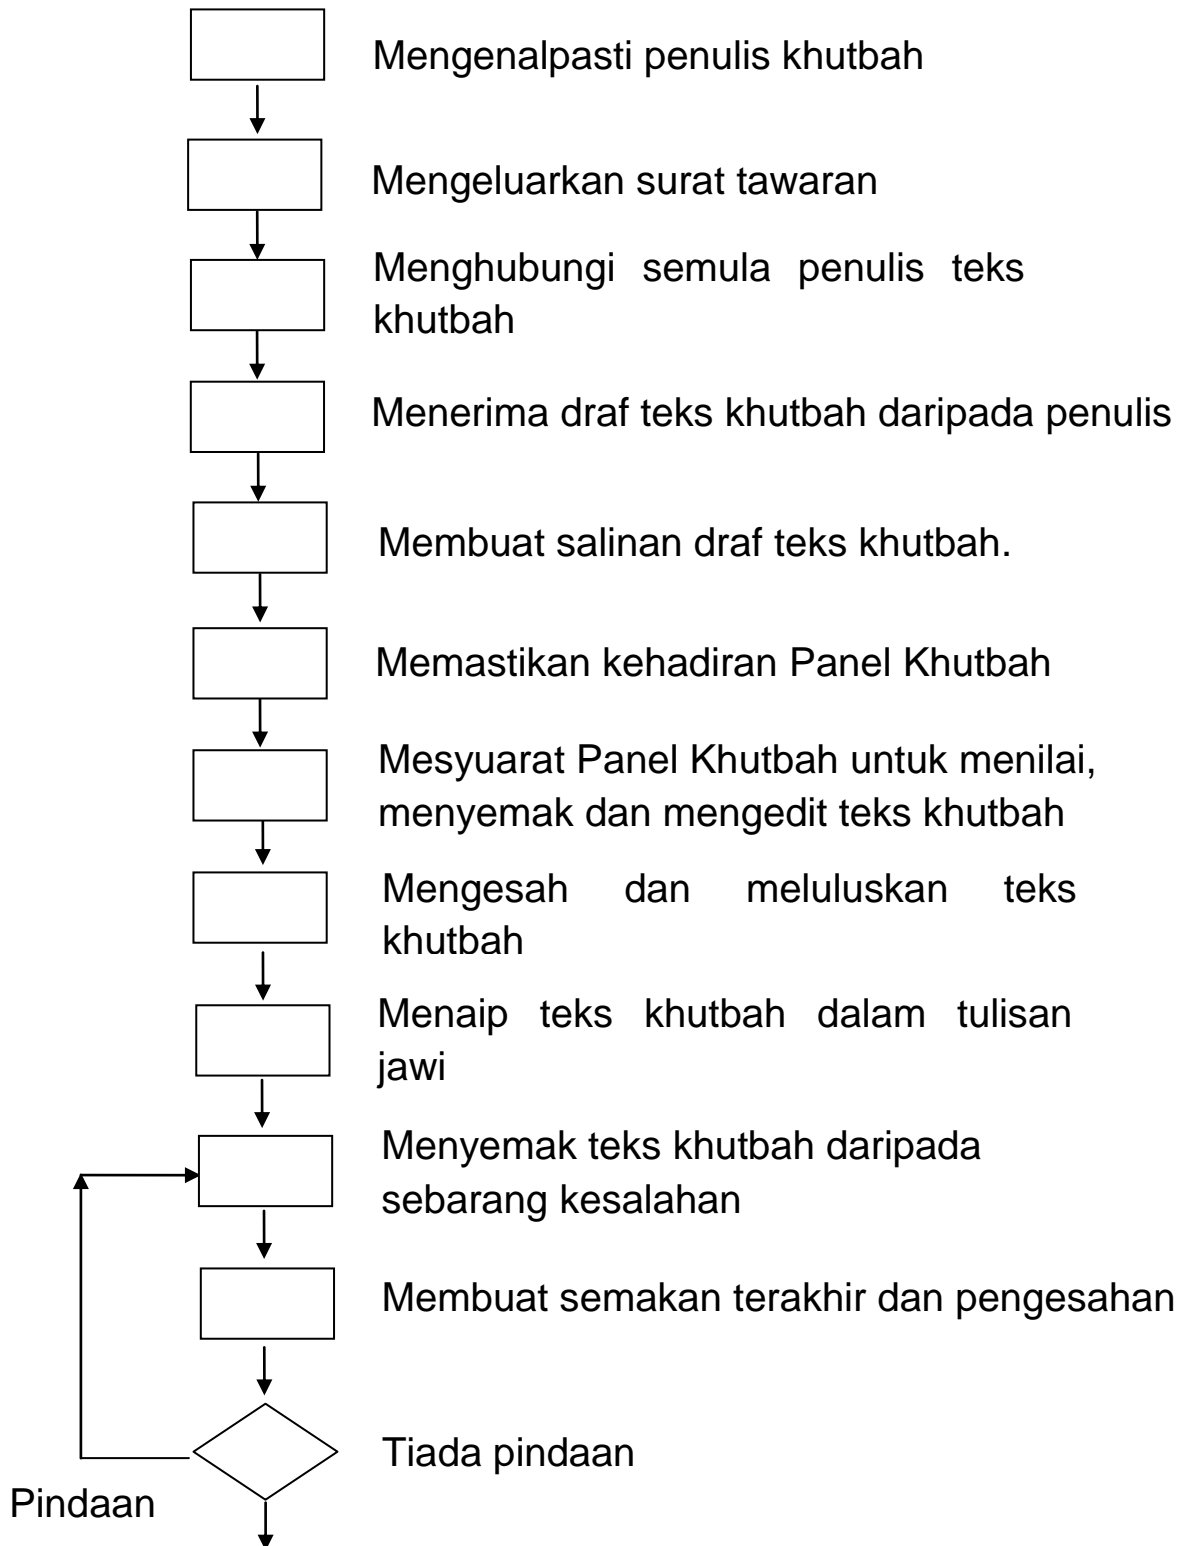 Mengenalpasti penulis khutbah
Mengeluarkan surat tawaran
Menghubungi semula penulis teks
khutbah
Menerima draf teks khutbah daripada penulis
Membuat salinan draf teks khutbah.
Memastikan kehadiran Panel Khutbah
Mesyuarat Panel Khutbah untuk menilai,
menyemak dan mengedit teks khutbah
Mengesah dan meluluskan teks
khutbah
Menaip teks khutbah dalam tulisan
jawi
Menyemak teks khutbah daripada
sebarang kesalahan
Membuat semakan terakhir dan pengesahan
Tiada pindaan
Pindaan